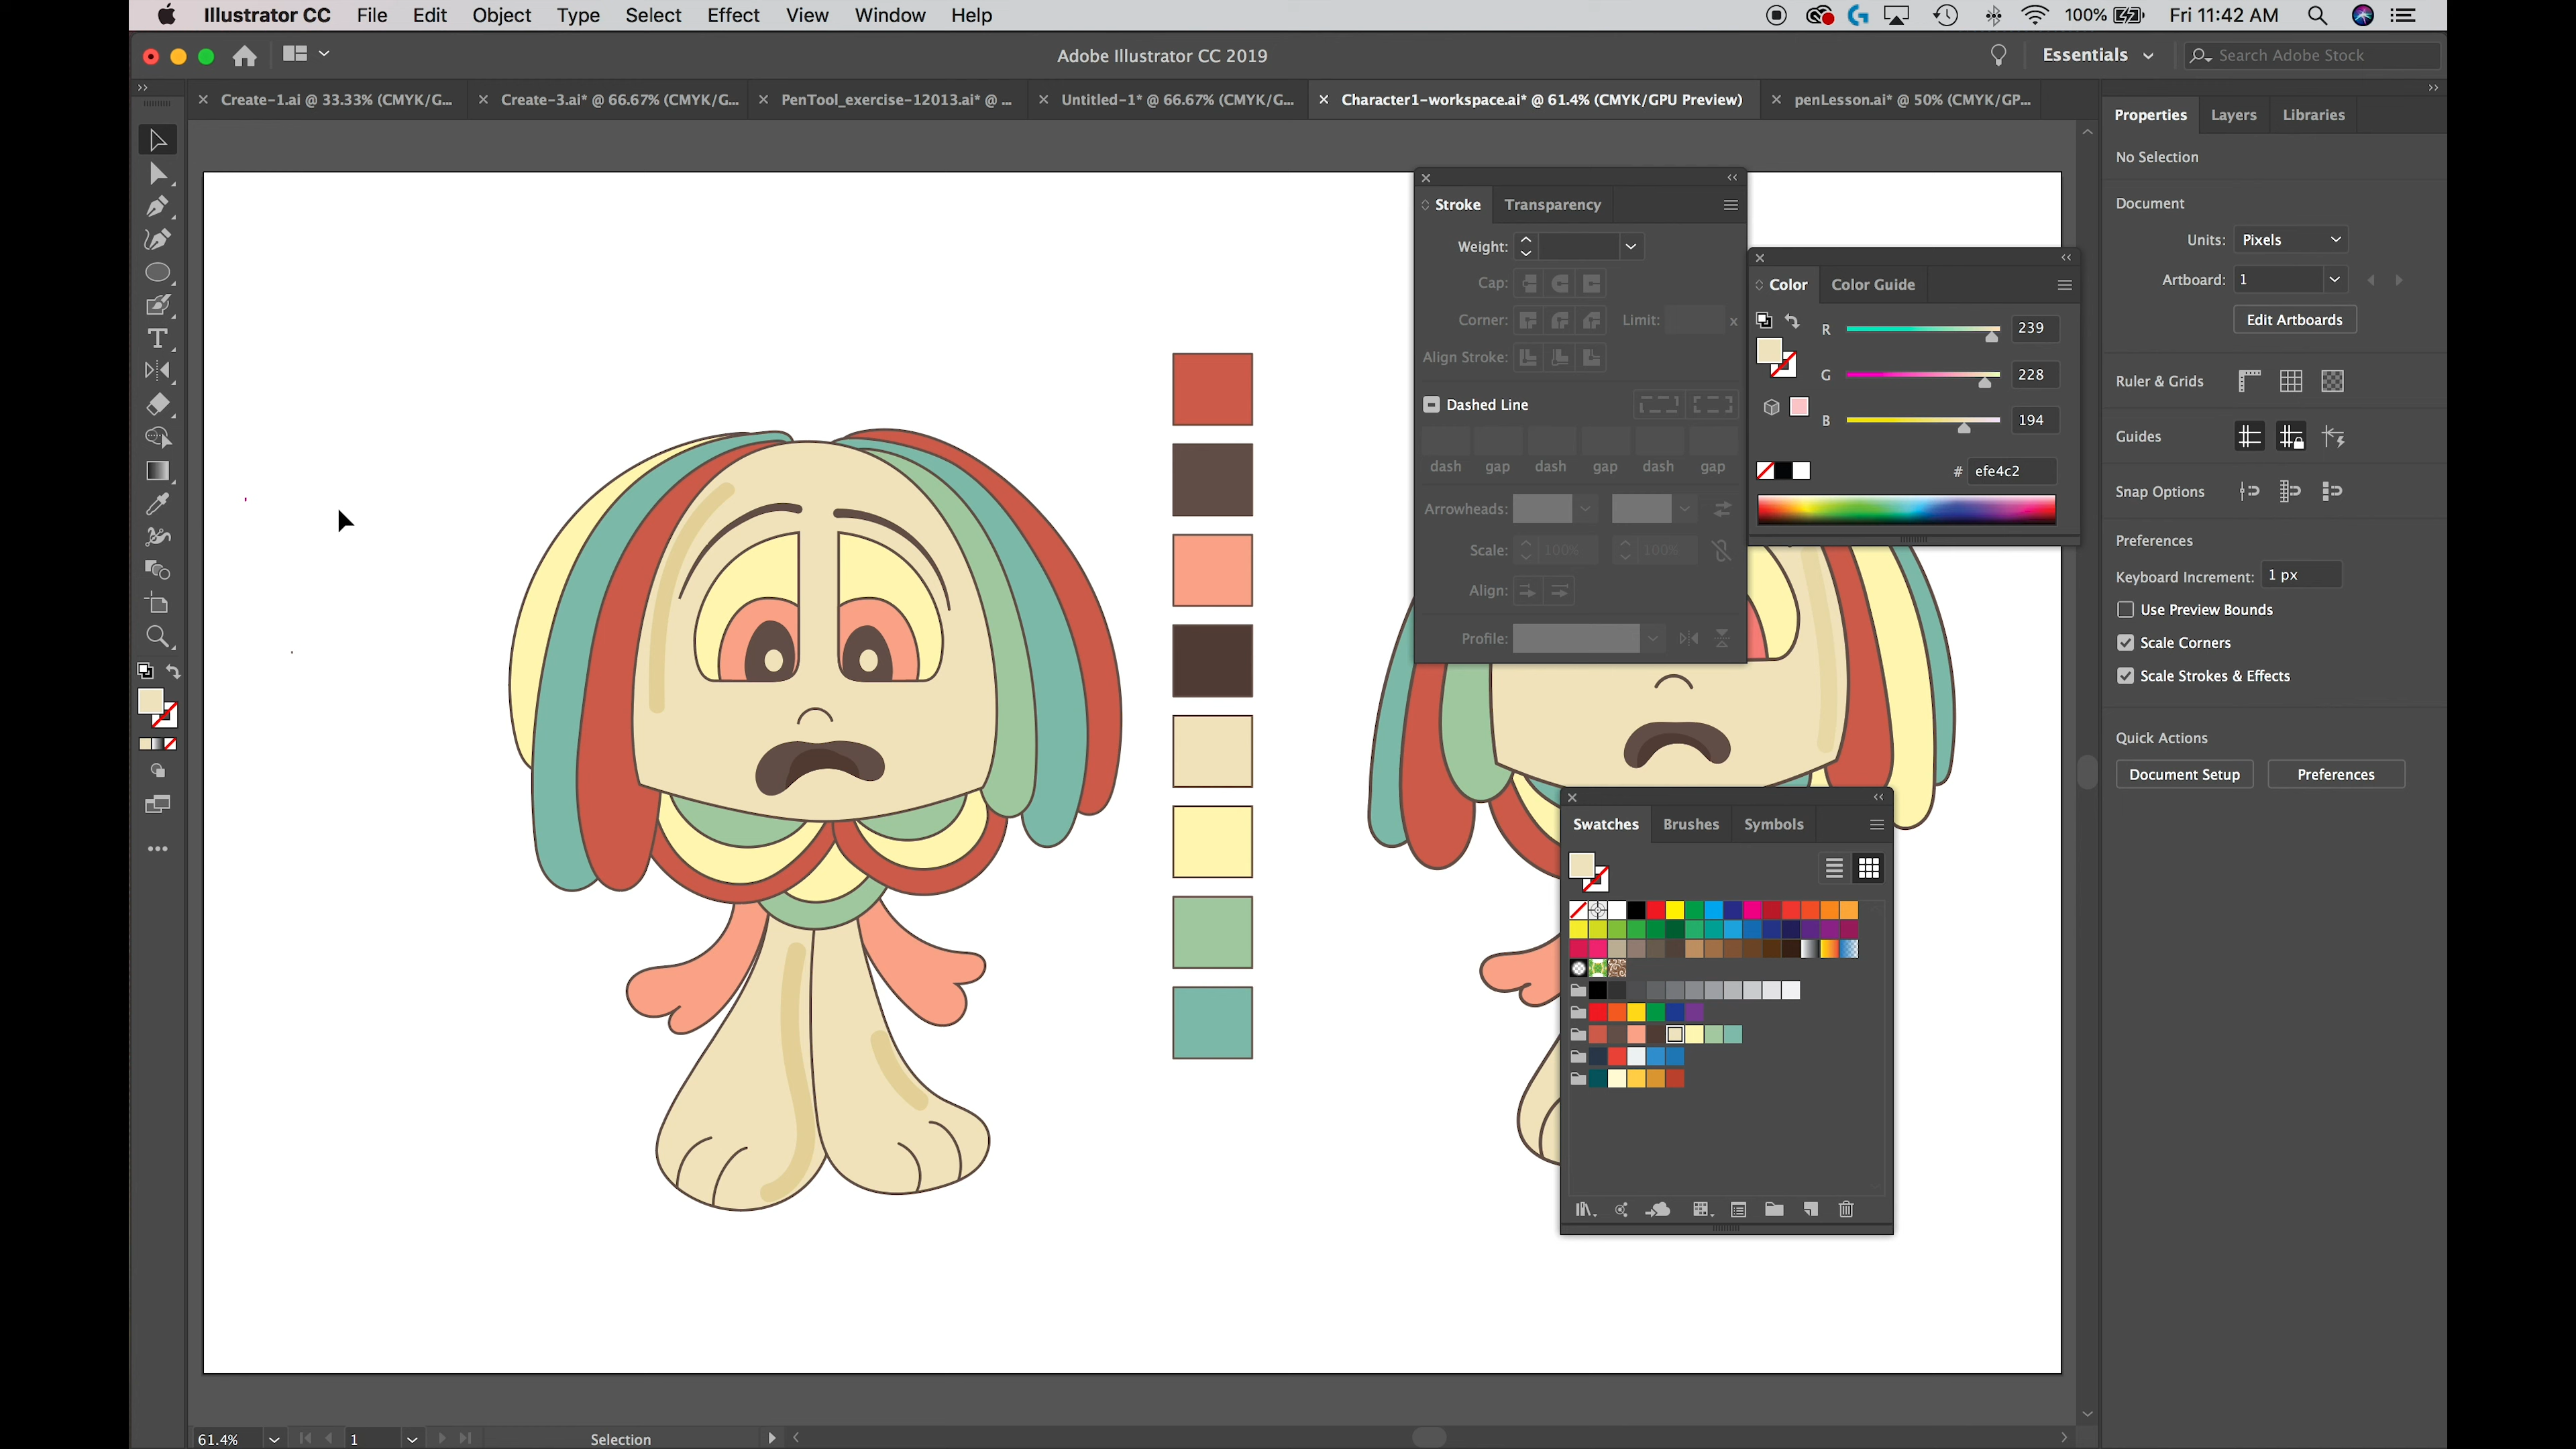 Illustrator CC File Edit Object Type Select Effect View Window Help 100% Fri 11:42 AM
Adobe Illustrator CC 2019 Essentials Search Adobe Stock
× Create-1.ai @ 33.33% (CMYK/G... × Create-3.ai* @ 66.67% (CMYK/G... × PenTool_exercise-12013.ai* @ ... × Untitled-1* @ 66.67% (CMYK/G... × Character1-workspace.ai* @ 61.4% (CMYK/GPU Preview) × penLesson.ai* @ 50% (CMYK/GP...
Properties Layers Libraries
No Selection
Document
Units: Pixels
Artboard: 1
Edit Artboards
Ruler & Grids
Guides
Snap Options
Preferences
Keyboard Increment: 1 px
Use Preview Bounds
Scale Corners
Scale Strokes & Effects
Quick Actions
Document Setup Preferences
Stroke Transparency
Weight:
Cap:
Corner: Limit: x
Align Stroke:
Dashed Line
dash gap dash gap dash gap
Arrowheads:
Scale: 100% 100%
Align:
Profile:
Color Color Guide
R 239
G 228
B 194
# efe4c2
Swatches Brushes Symbols
61.4% 1 Selection